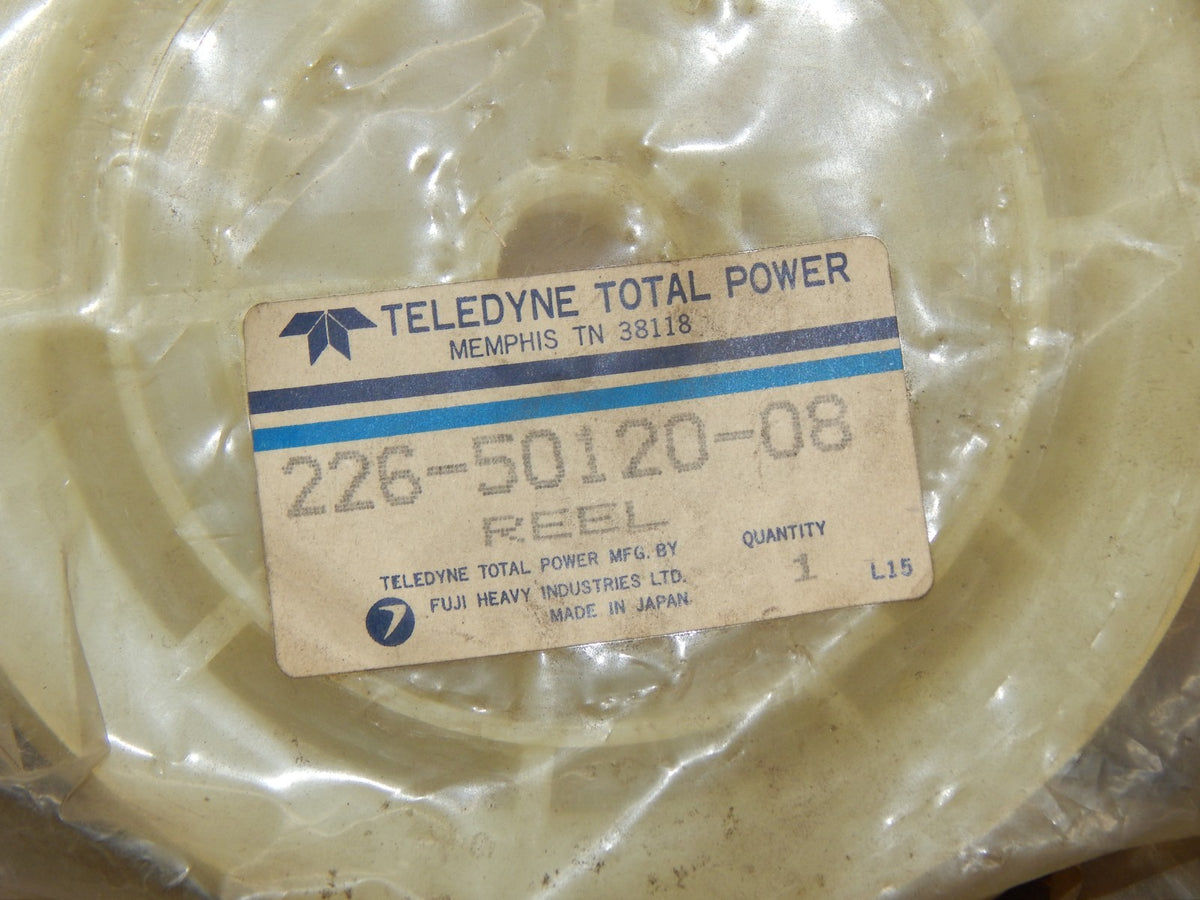 TELEDYNE TOTAL POWER
MEMPHIS TN 38118
226-50120-08
REEL
TELEDYNE TOTAL POWER MFG. BY
FUJI HEAVY INDUSTRIES LTD.
MADE IN JAPAN.
QUANTITY
1
L15